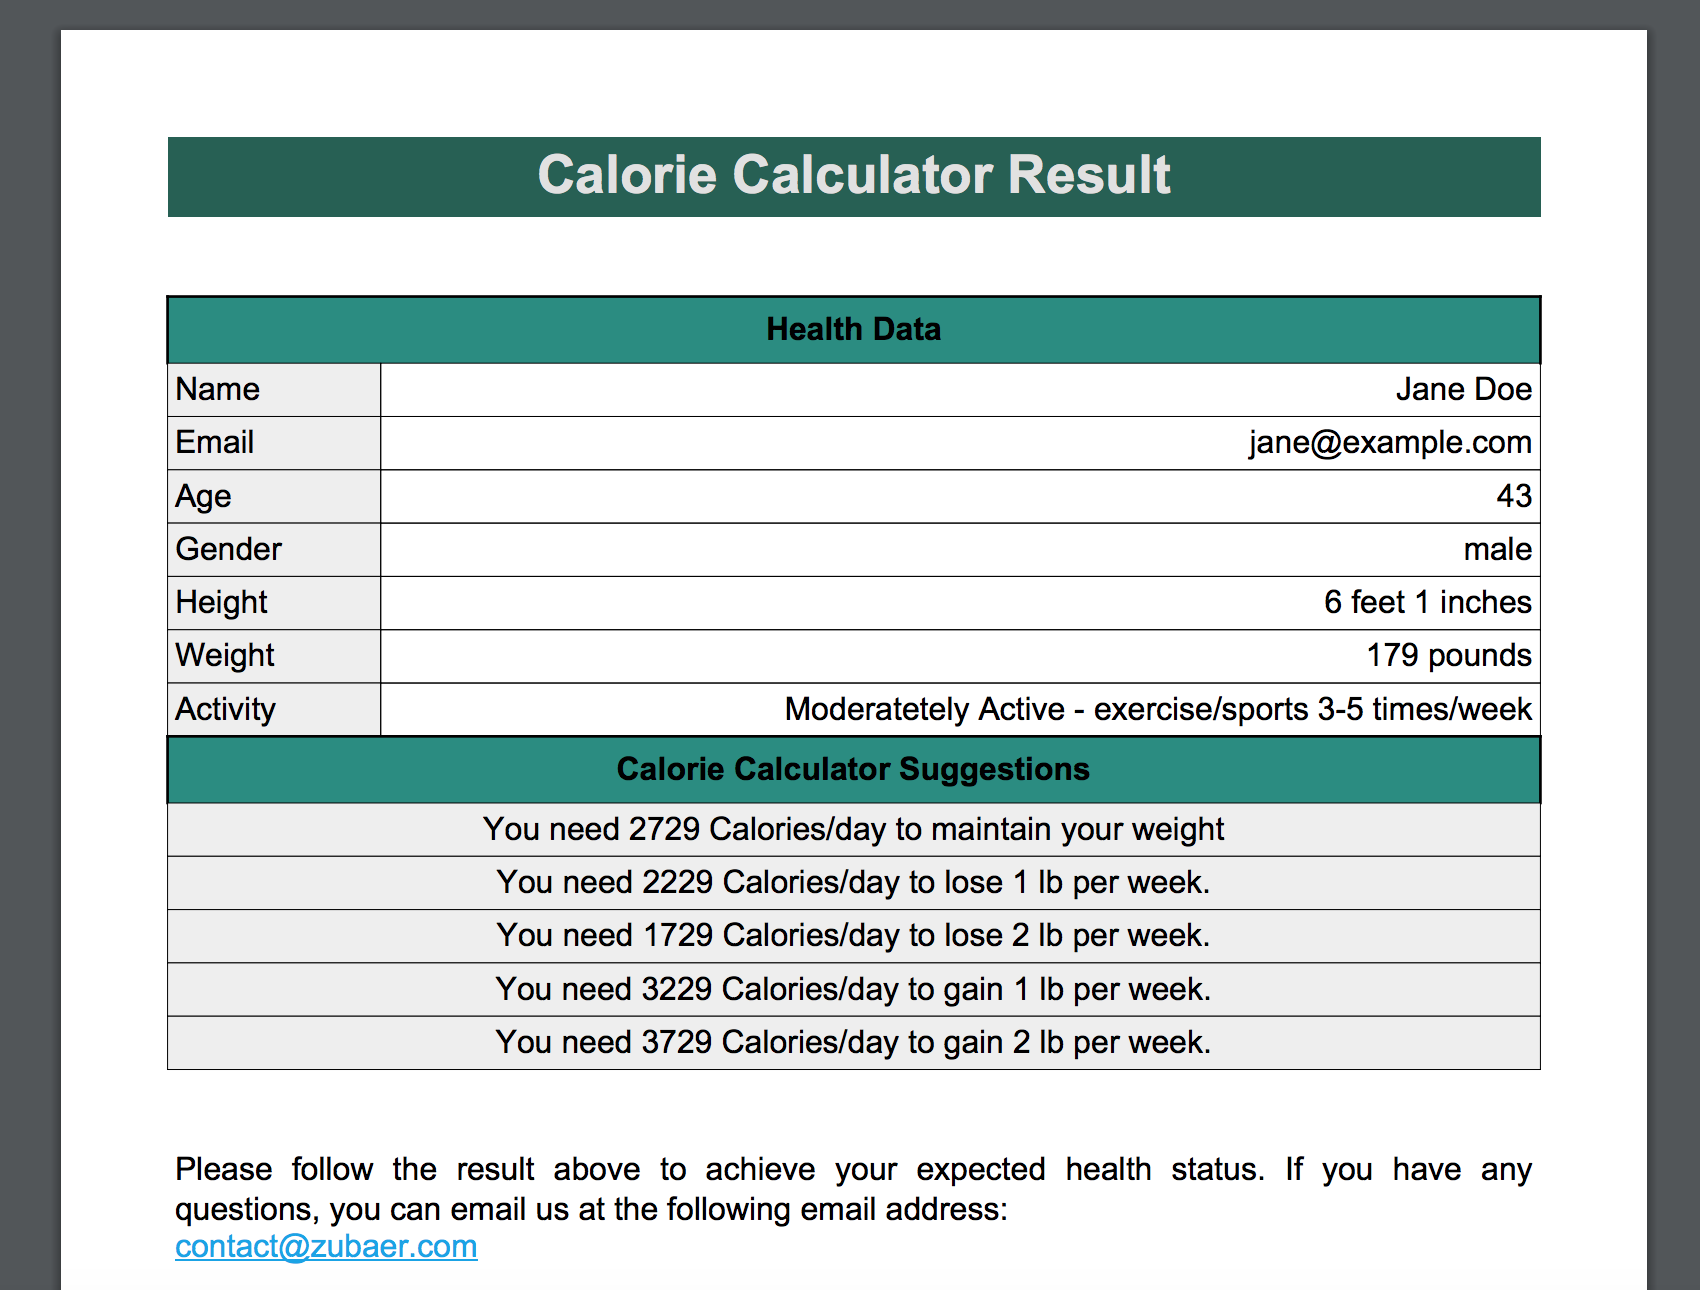 Calorie Calculator Result
Health Data
Name Jane Doe
Email jane@example.com
Age 43
Gender male
Height 6 feet 1 inches
Weight 179 pounds
Activity Moderatetely Active - exercise/sports 3-5 times/week
Calorie Calculator Suggestions
You need 2729 Calories/day to maintain your weight
You need 2229 Calories/day to lose 1 lb per week.
You need 1729 Calories/day to lose 2 lb per week.
You need 3229 Calories/day to gain 1 lb per week.
You need 3729 Calories/day to gain 2 lb per week.
Please follow the result above to achieve your expected health status. If you have any
questions, you can email us at the following email address:
contact@zubaer.com